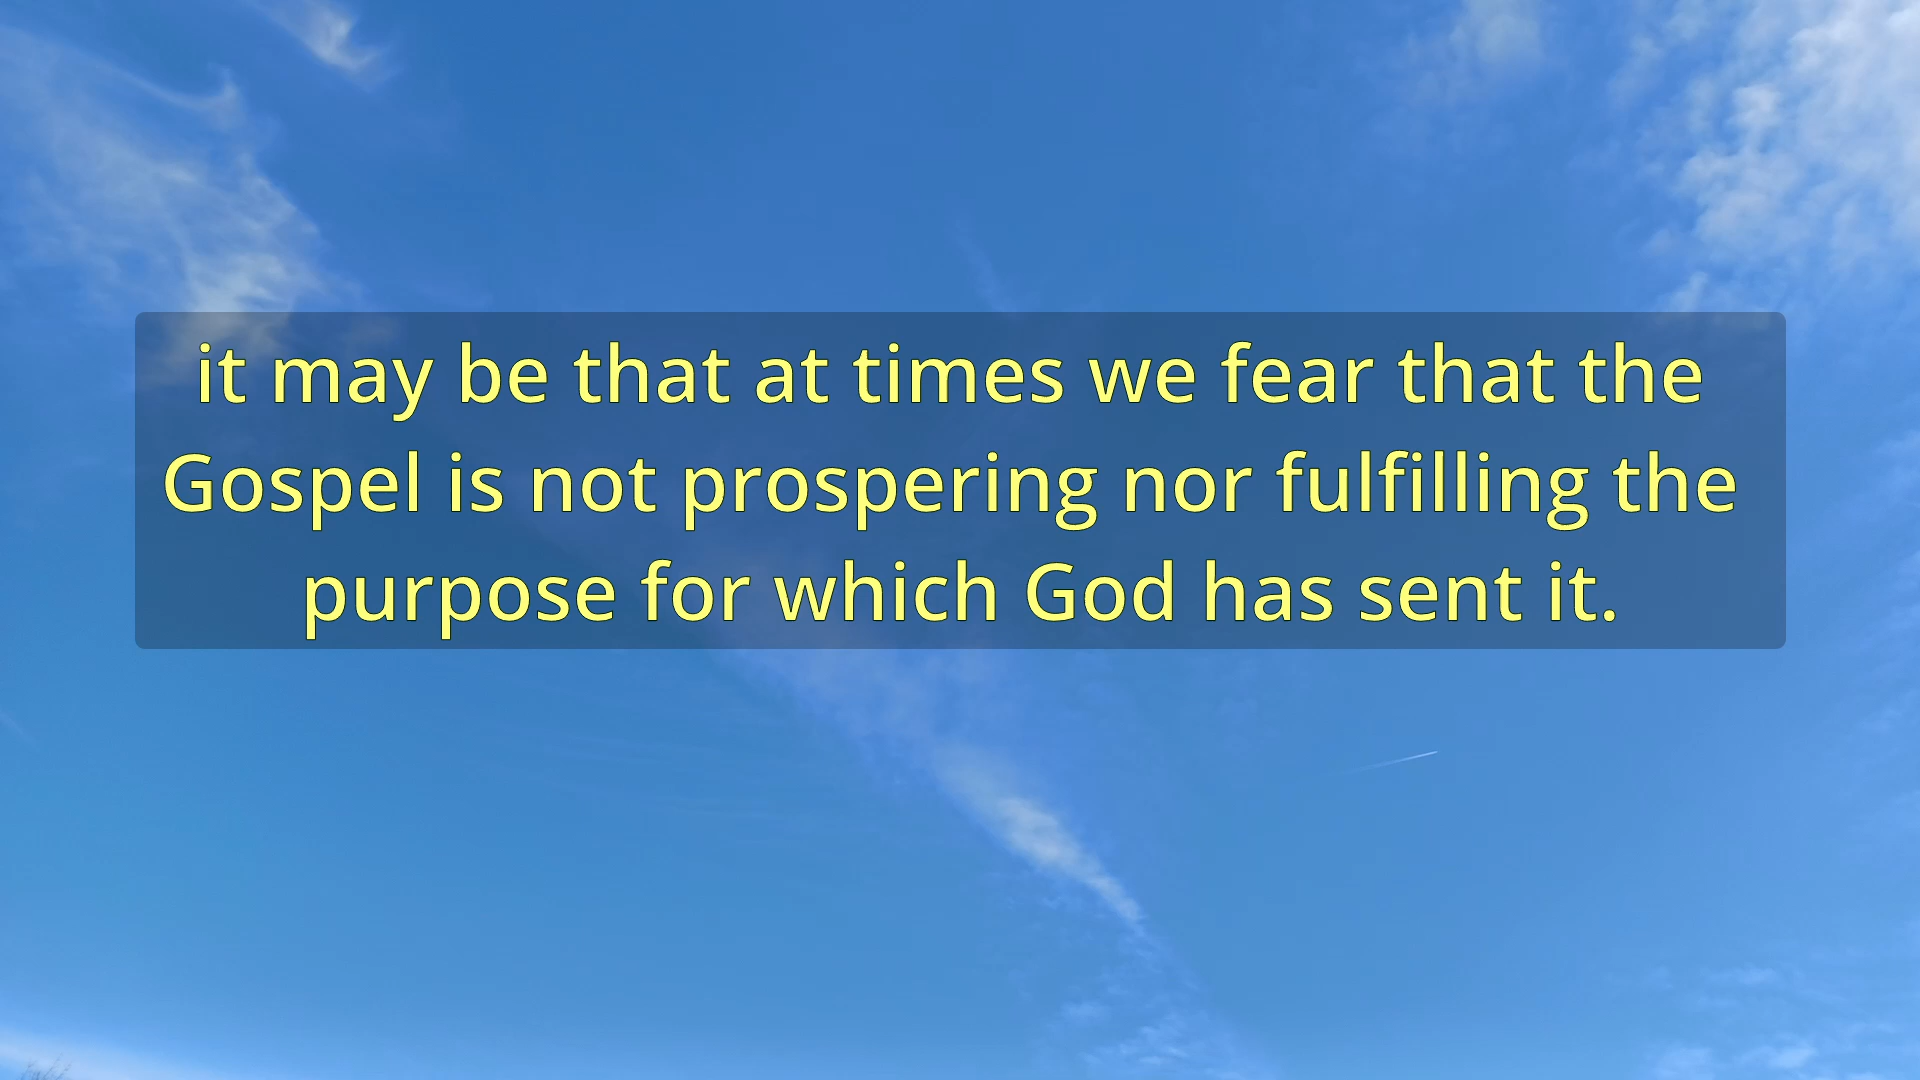 it may be that at times we fear that the
Gospel is not prospering nor fulfilling the
purpose for which God has sent it.